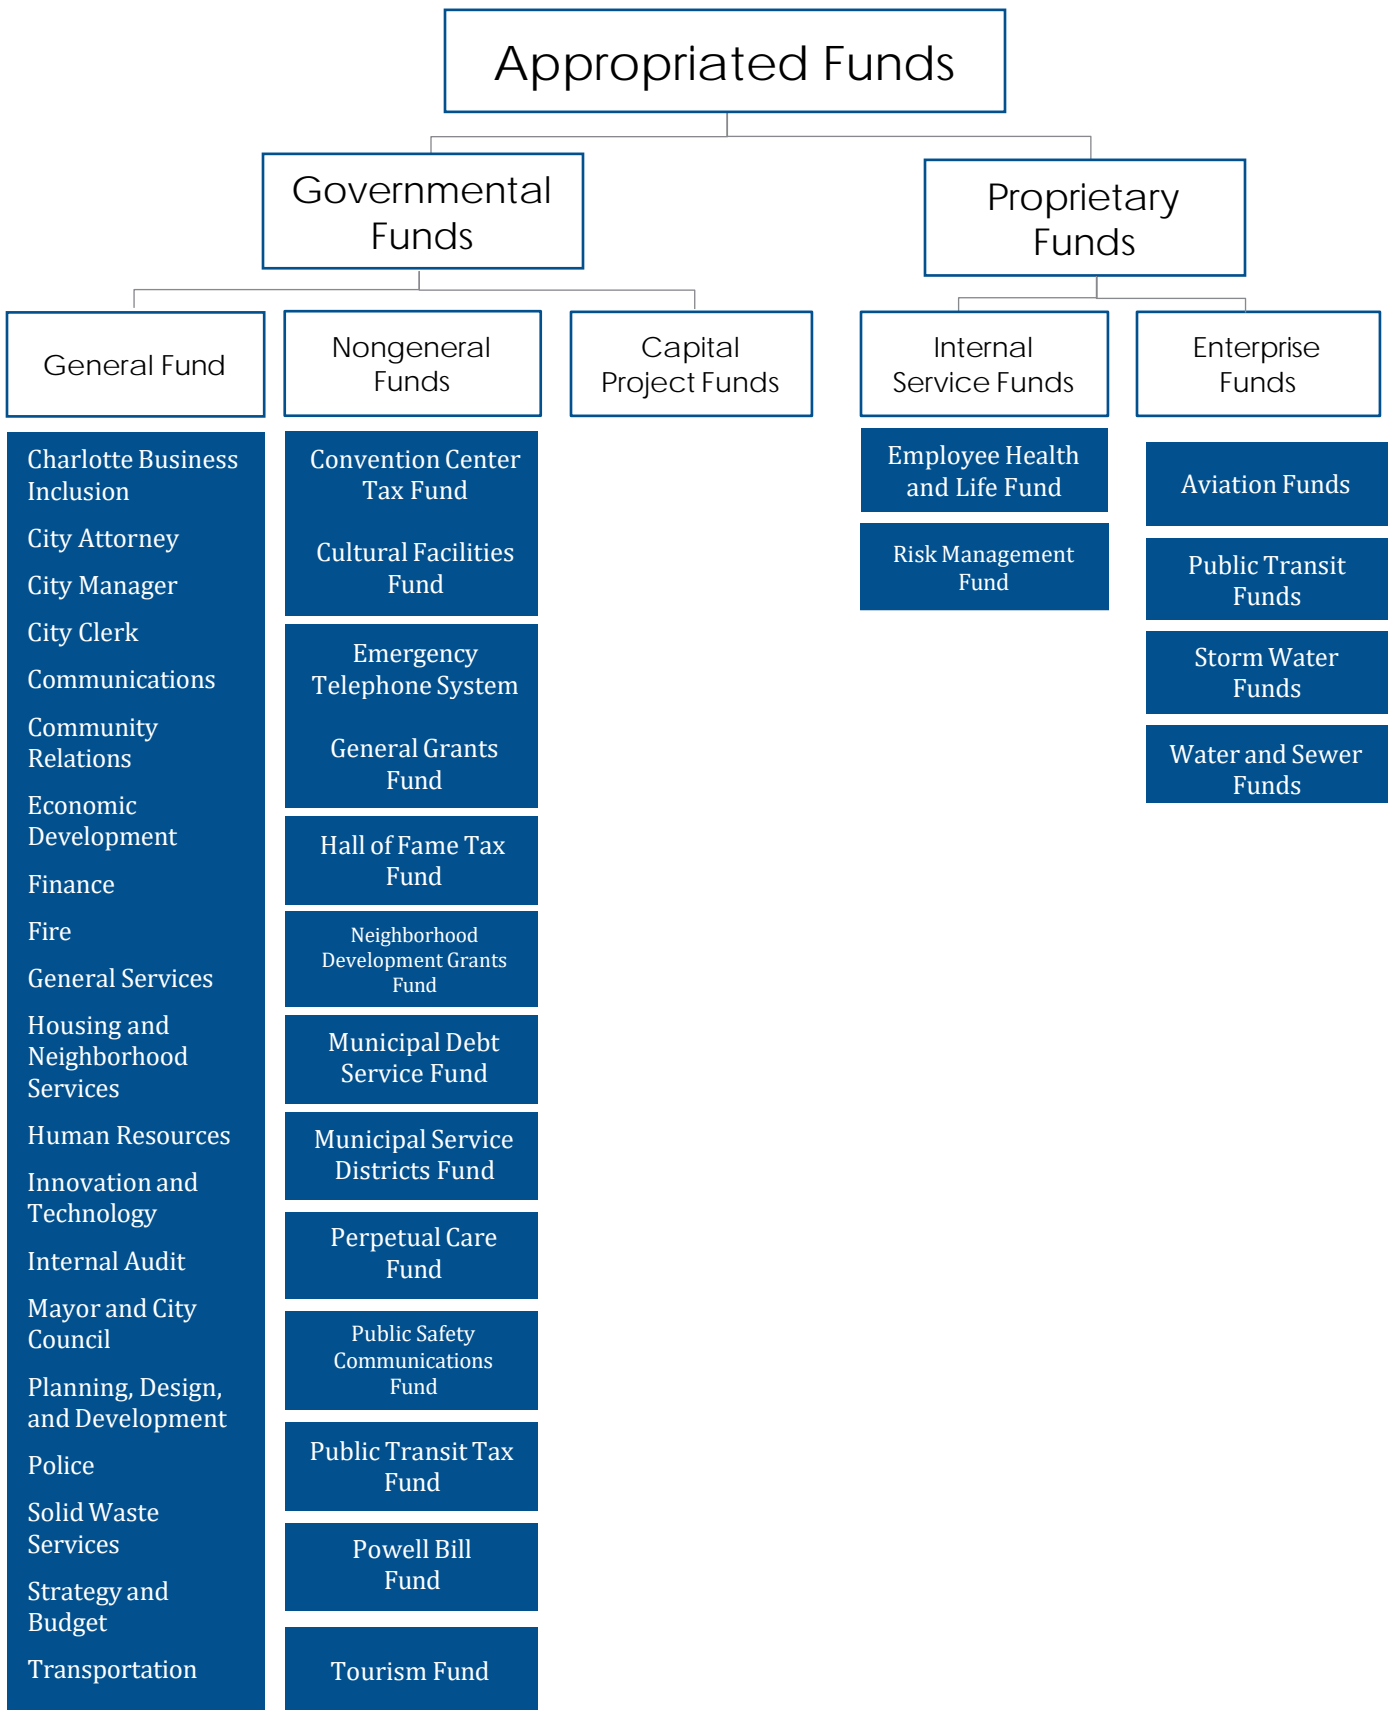 Appropriated Funds
Governmental
Funds
Proprietary
Funds
General Fund
Nongeneral
Funds
Capital
Project Funds
Internal
Service Funds
Enterprise
Funds
Charlotte Business
Inclusion
City Attorney
City Manager
City Clerk
Communications
Community
Relations
Economic
Development
Finance
Fire
General Services
Housing and
Neighborhood
Services
Human Resources
Innovation and
Technology
Internal Audit
Mayor and City
Council
Planning, Design,
and Development
Police
Solid Waste
Services
Strategy and
Budget
Transportation
Convention Center
Tax Fund
Cultural Facilities
Fund
Emergency
Telephone System
General Grants
Fund
Hall of Fame Tax
Fund
Neighborhood
Development Grants
Fund
Municipal Debt
Service Fund
Municipal Service
Districts Fund
Perpetual Care
Fund
Public Safety
Communications
Fund
Public Transit Tax
Fund
Powell Bill
Fund
Tourism Fund
Employee Health
and Life Fund
Risk Management
Fund
Aviation Funds
Public Transit
Funds
Storm Water
Funds
Water and Sewer
Funds